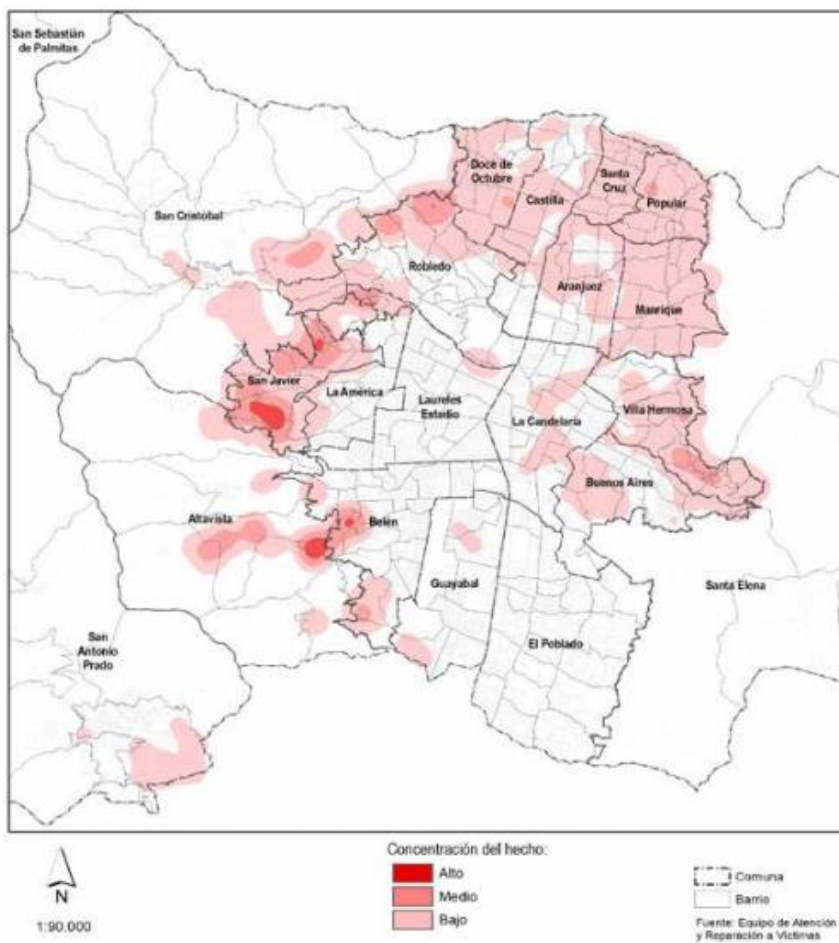 San Sebastián
de Palmitas
San Cristóbal
Doce de
Octubre
Castilla
Santa
Cruz
Popular
Robledo
Aranjuez
Manrique
San Javier
La América
Laureles
Estadio
La Candelaria
Villa Hermosa
Buenos Aires
Altavista
Belén
Guayabal
El Poblado
Santa Elena
San
Antonio
Prado
N
1:90.000
Concentración del hecho:
Alto
Medio
Bajo
Comuna
Barrio
Fuente: Equipo de Atención
y Reparación a Víctimas